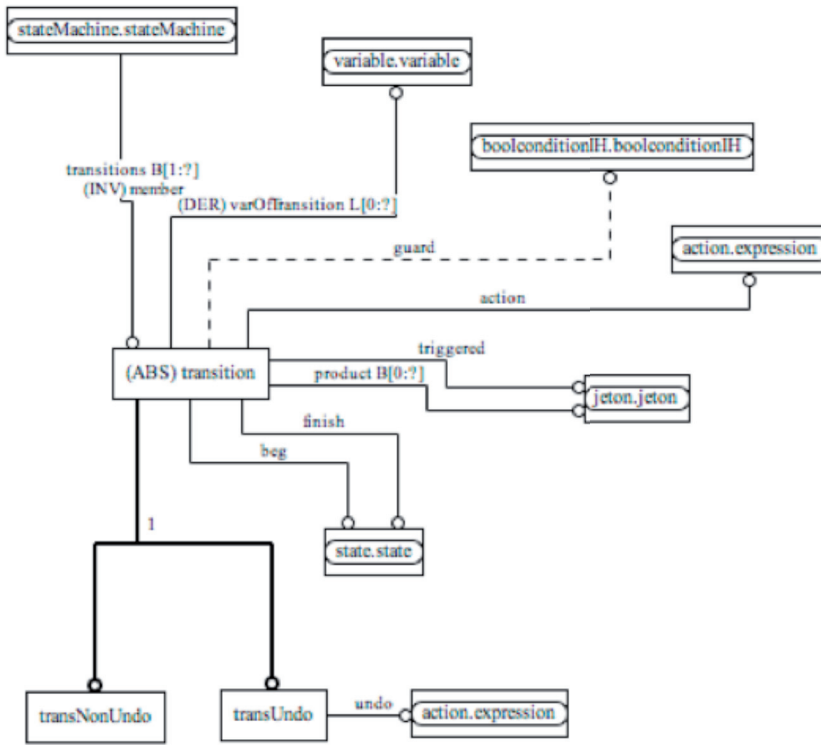 stateMachine.stateMachine
variable.variable
boolconditionIH.boolconditionIH
transitions B[1:?]
(INV) member
(DER) varOfTransition L[0:?]
guard
action.expression
action
(ABS) transition
triggered
product B[0:?]
jeton.jeton
finish
beg
1
state.state
transNonUndo
transUndo
undo
action.expression